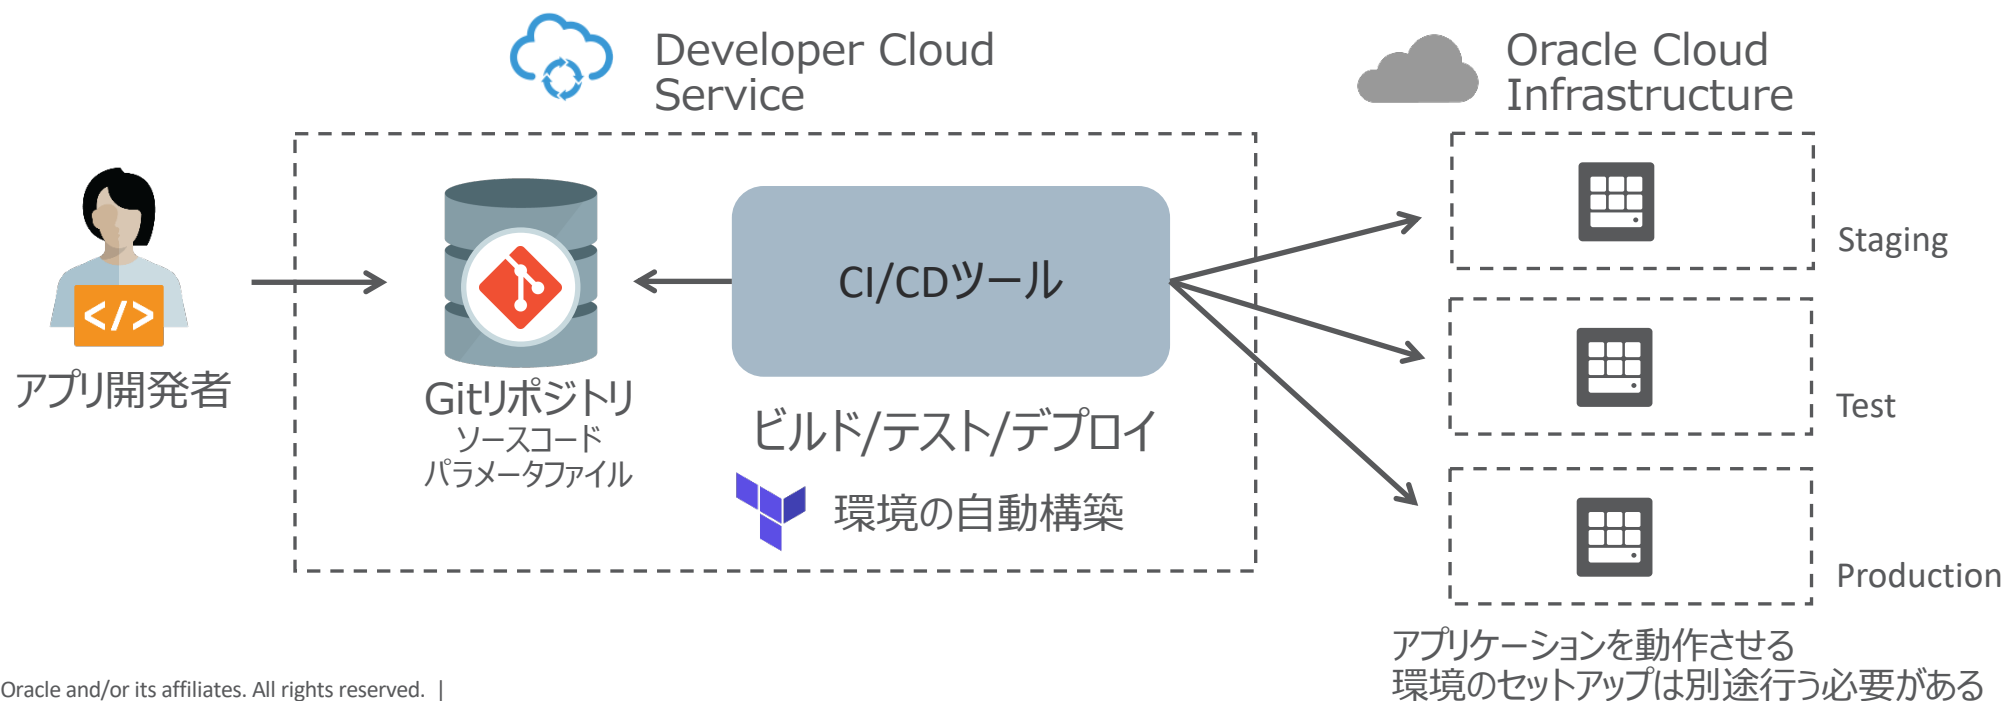 Developer Cloud
Service
Oracle Cloud
Infrastructure
</>
アプリ開発者
Gitリポジトリ
ソースコード
パラメータファイル
CI/CDツール
ビルド/テスト/デプロイ
環境の自動構築
Staging
Test
Production
アプリケーションを動作させる
環境のセットアップは別途行う必要がある
Oracle and/or its affiliates. All rights reserved. |